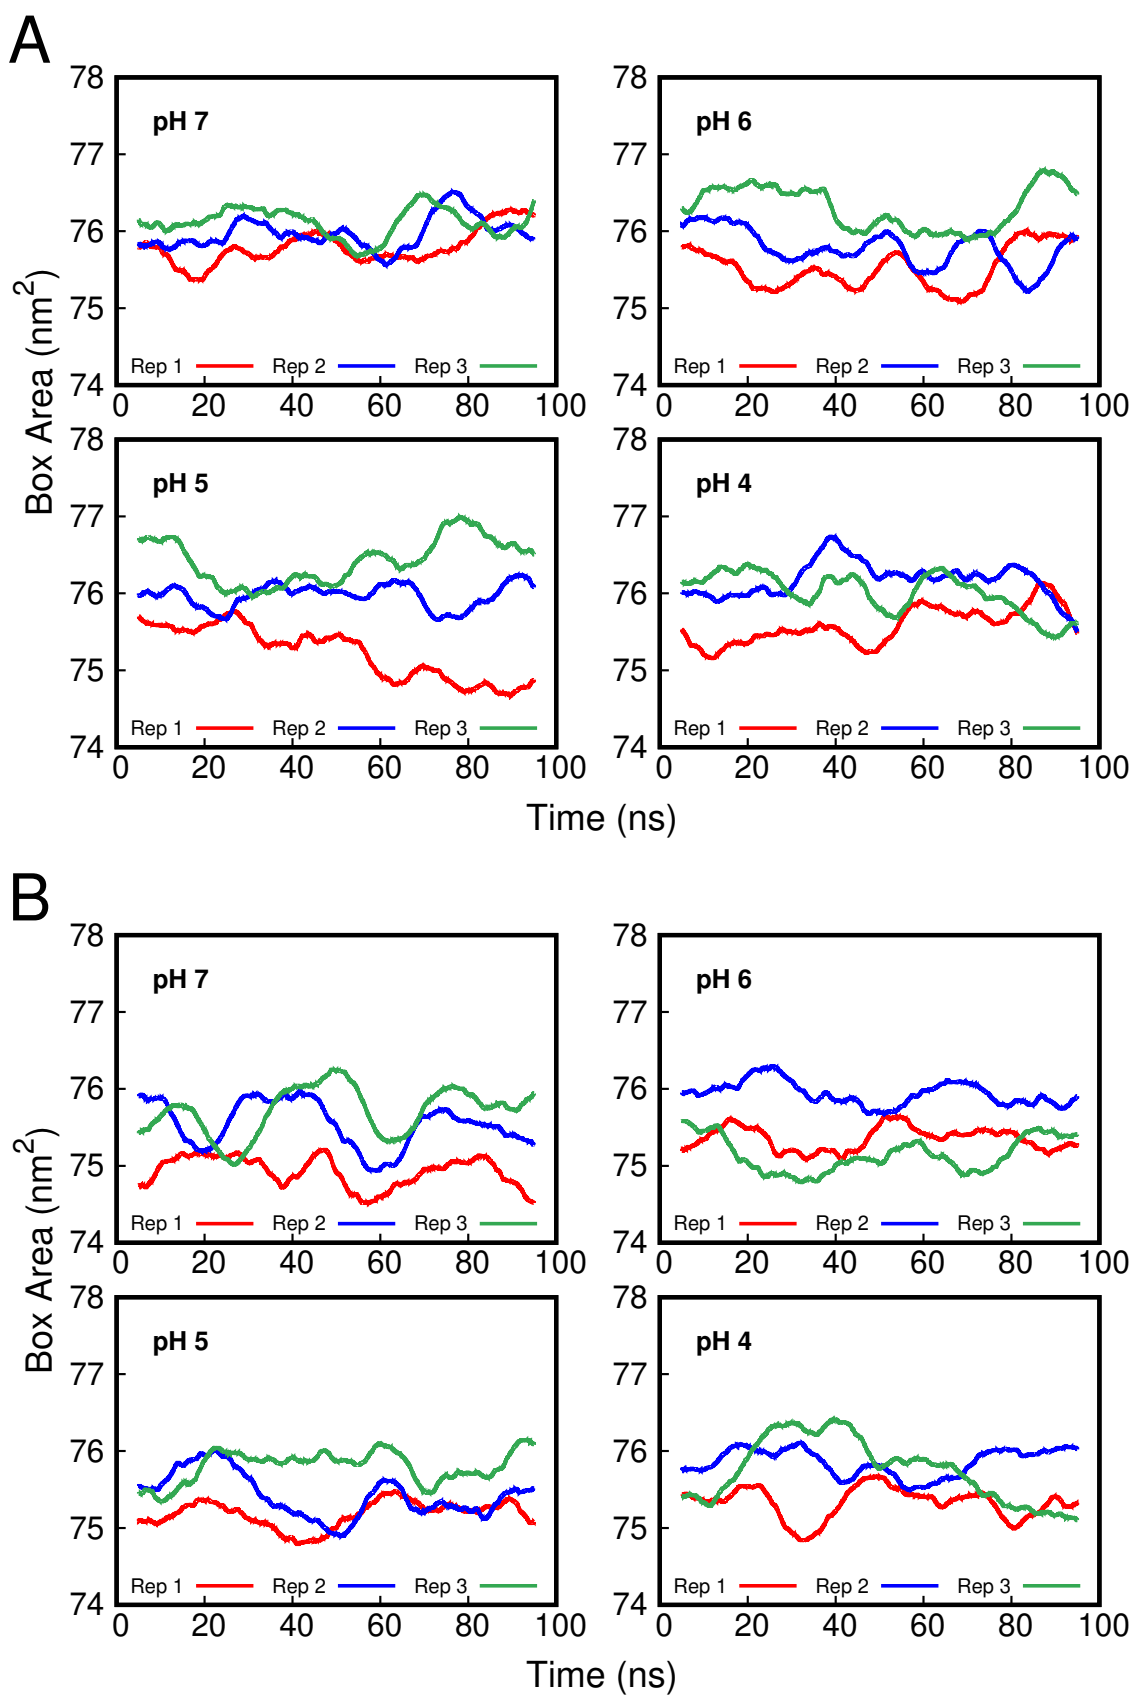 A
78 78
pH 7 pH 6
77 77
76 76
75 75
Rep 1 Rep 2 Rep 3 Rep 1 Rep 2 Rep 3
74 74
0 20 40 60 80 100 0 20 40 60 80 100
78 78
pH 5 pH 4
77 77
76 76
75 75
Rep 1 Rep 2 Rep 3 Rep 1 Rep 2 Rep 3
74 74
0 20 40 60 80 100 0 20 40 60 80 100
Box Area (nm²)
Time (ns)
B
78 78
pH 7 pH 6
77 77
76 76
75 75
Rep 1 Rep 2 Rep 3 Rep 1 Rep 2 Rep 3
74 74
0 20 40 60 80 100 0 20 40 60 80 100
78 78
pH 5 pH 4
77 77
76 76
75 75
Rep 1 Rep 2 Rep 3 Rep 1 Rep 2 Rep 3
74 74
0 20 40 60 80 100 0 20 40 60 80 100
Box Area (nm²)
Time (ns)